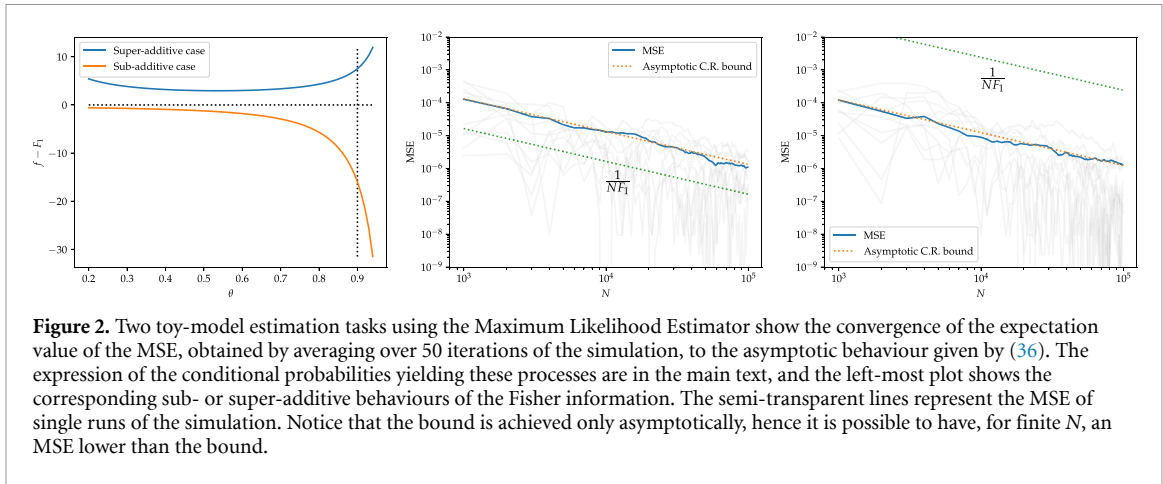 10
0
−10
−20
−30
f − F₁
Super-additive case
Sub-additive case
0.2 0.3 0.4 0.5 0.6 0.7 0.8 0.9
θ
10⁻²
10⁻³
10⁻⁴
10⁻⁵
10⁻⁶
10⁻⁷
10⁻⁸
10⁻⁹
MSE
MSE
Asymptotic C.R. bound
1
NF₁
10³ 10⁴ 10⁵
N
10⁻²
10⁻³
10⁻⁴
10⁻⁵
10⁻⁶
10⁻⁷
10⁻⁸
10⁻⁹
MSE
1
NF₁
MSE
Asymptotic C.R. bound
10³ 10⁴ 10⁵
N
Figure 2. Two toy-model estimation tasks using the Maximum Likelihood Estimator show the convergence of the expectation
value of the MSE, obtained by averaging over 50 iterations of the simulation, to the asymptotic behaviour given by (36). The
expression of the conditional probabilities yielding these processes are in the main text, and the left-most plot shows the
corresponding sub- or super-additive behaviours of the Fisher information. The semi-transparent lines represent the MSE of
single runs of the simulation. Notice that the bound is achieved only asymptotically, hence it is possible to have, for finite N, an
MSE lower than the bound.